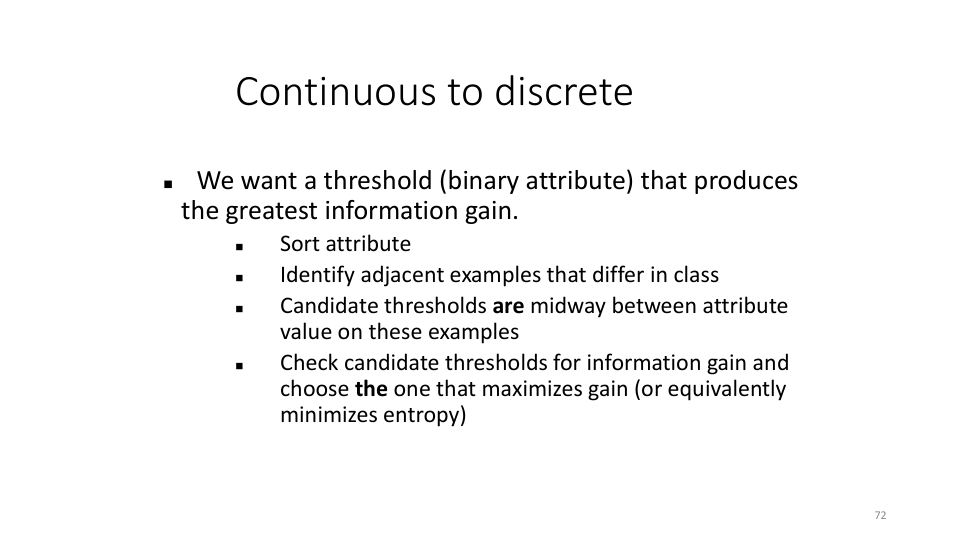 Continuous to discrete
▪ We want a threshold (binary attribute) that produces
the greatest information gain.
▪ Sort attribute
▪ Identify adjacent examples that differ in class
▪ Candidate thresholds are midway between attribute
value on these examples
▪ Check candidate thresholds for information gain and
choose the one that maximizes gain (or equivalently
minimizes entropy)
72